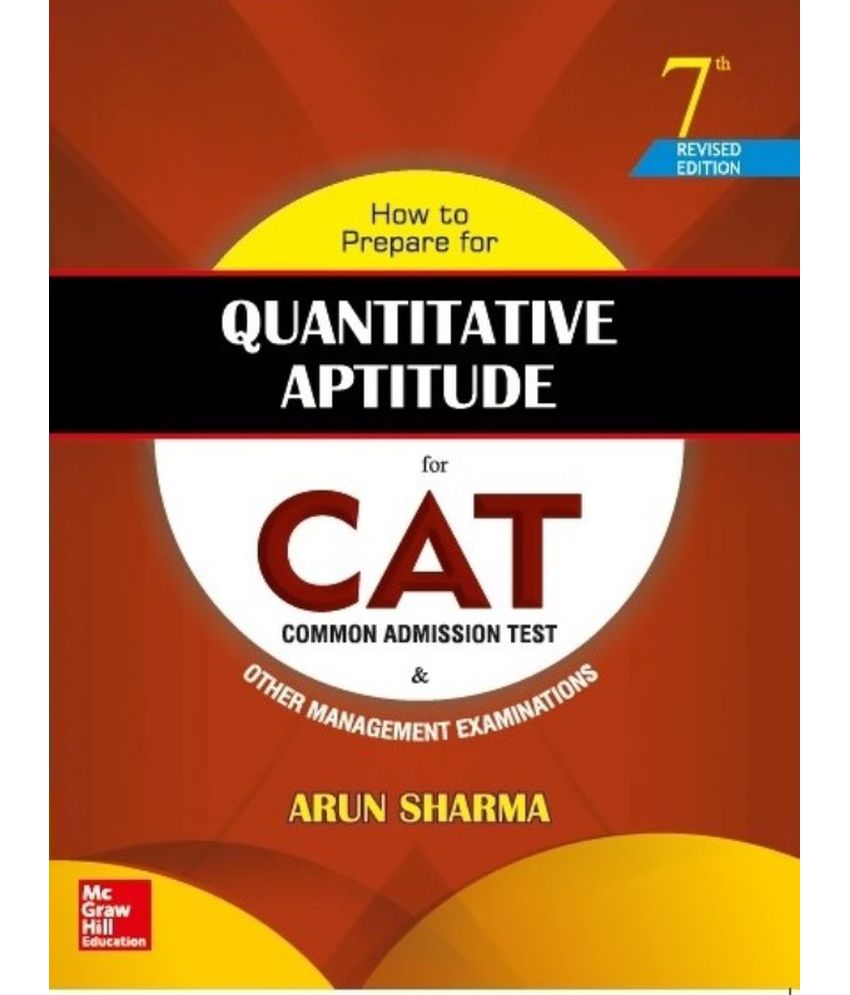 7th
REVISED
EDITION
How to
Prepare for
QUANTITATIVE
APTITUDE
for
CAT
COMMON ADMISSION TEST
&
OTHER MANAGEMENT EXAMINATIONS
ARUN SHARMA
Mc
Graw
Hill
Education